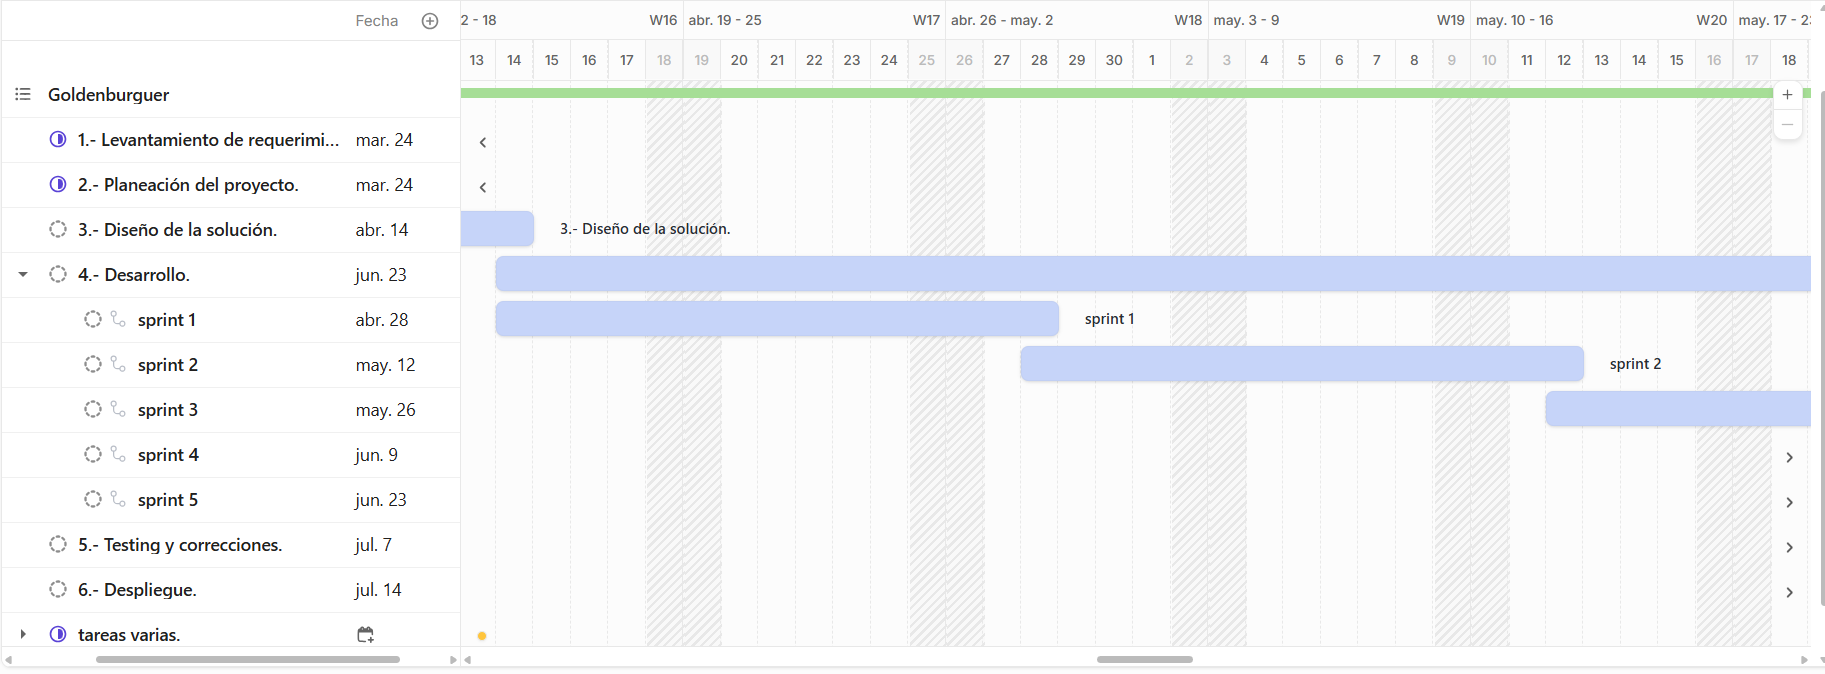 Fecha
2 - 18 W16 abr. 19 - 25 W17 abr. 26 - may. 2 W18 may. 3 - 9 W19 may. 10 - 16 W20 may. 17 - 23
13 14 15 16 17 18 19 20 21 22 23 24 25 26 27 28 29 30 1 2 3 4 5 6 7 8 9 10 11 12 13 14 15 16 17 18
Goldenburguer
1.- Levantamiento de requerimi... mar. 24
2.- Planeación del proyecto. mar. 24
3.- Diseño de la solución. abr. 14 3.- Diseño de la solución.
4.- Desarrollo. jun. 23
sprint 1 abr. 28 sprint 1
sprint 2 may. 12 sprint 2
sprint 3 may. 26
sprint 4 jun. 9
sprint 5 jun. 23
5.- Testing y correcciones. jul. 7
6.- Despliegue. jul. 14
tareas varias.